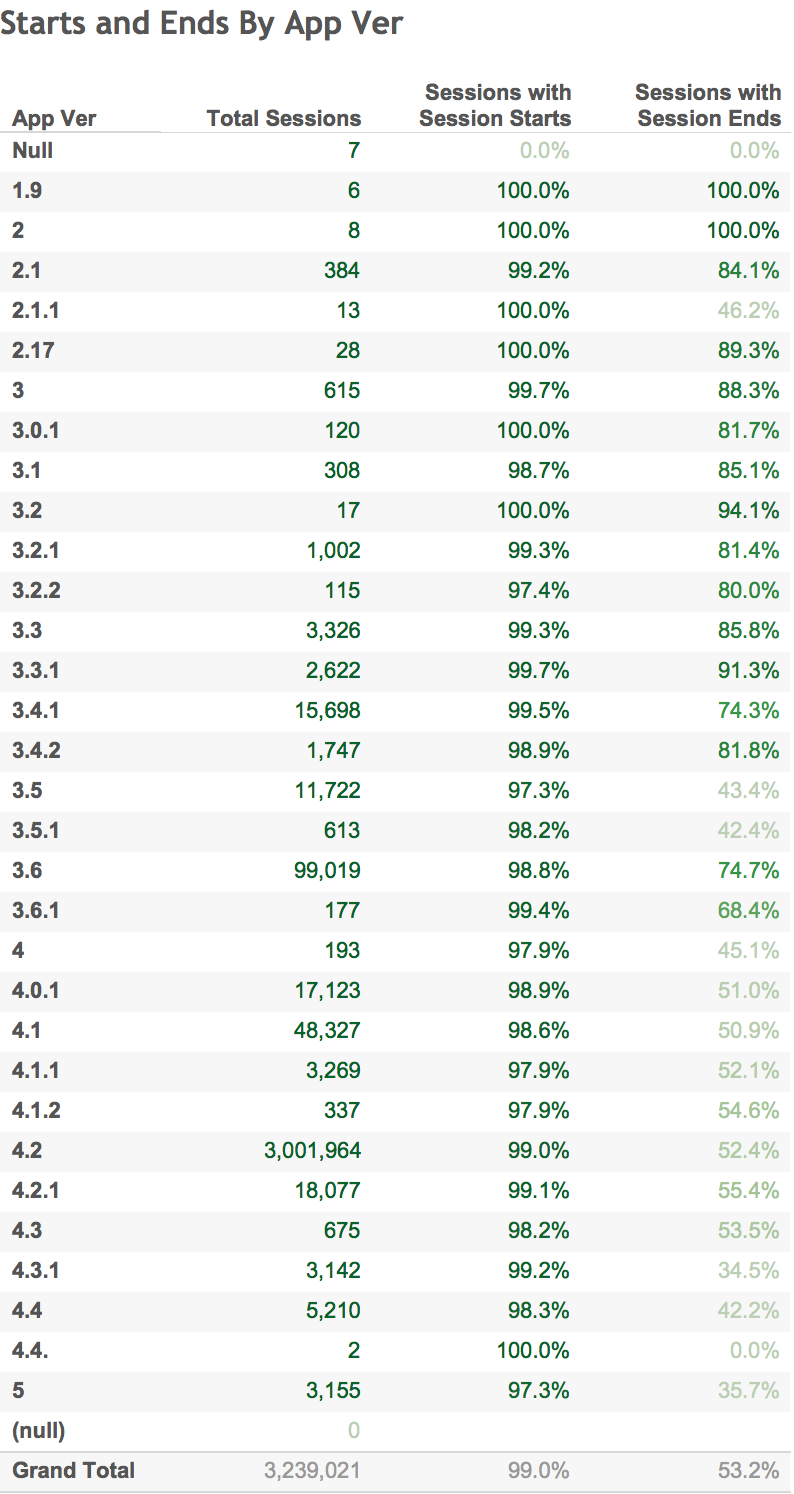 Starts and Ends By App Ver
Sessions with Sessions with
App Ver Total Sessions Session Starts Session Ends
Null 7 0.0% 0.0%
1.9 6 100.0% 100.0%
2 8 100.0% 100.0%
2.1 384 99.2% 84.1%
2.1.1 13 100.0% 46.2%
2.17 28 100.0% 89.3%
3 615 99.7% 88.3%
3.0.1 120 100.0% 81.7%
3.1 308 98.7% 85.1%
3.2 17 100.0% 94.1%
3.2.1 1,002 99.3% 81.4%
3.2.2 115 97.4% 80.0%
3.3 3,326 99.3% 85.8%
3.3.1 2,622 99.7% 91.3%
3.4.1 15,698 99.5% 74.3%
3.4.2 1,747 98.9% 81.8%
3.5 11,722 97.3% 43.4%
3.5.1 613 98.2% 42.4%
3.6 99,019 98.8% 74.7%
3.6.1 177 99.4% 68.4%
4 193 97.9% 45.1%
4.0.1 17,123 98.9% 51.0%
4.1 48,327 98.6% 50.9%
4.1.1 3,269 97.9% 52.1%
4.1.2 337 97.9% 54.6%
4.2 3,001,964 99.0% 52.4%
4.2.1 18,077 99.1% 55.4%
4.3 675 98.2% 53.5%
4.3.1 3,142 99.2% 34.5%
4.4 5,210 98.3% 42.2%
4.4. 2 100.0% 0.0%
5 3,155 97.3% 35.7%
(null) 0
Grand Total 3,239,021 99.0% 53.2%